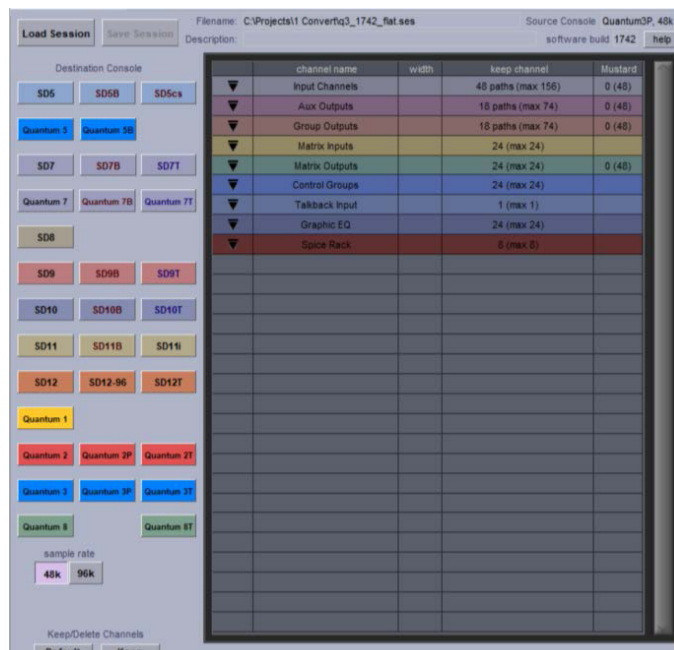 Load Session Save Session Filename: C:\Projects\1 Convert\q3_1742_flat.ses Source Console Quantum3P, 48k
Description: software build 1742 help
Destination Console
SD5 SD5B SD5cs
Quantum 5 Quantum 5B
SD7 SD7B SD7T
Quantum 7 Quantum 7B Quantum 7T
SD8
SD9 SD9B SD9T
SD10 SD10B SD10T
SD11 SD11B SD11i
SD12 SD12-96 SD12T
Quantum 1
Quantum 2 Quantum 2P Quantum 2T
Quantum 3 Quantum 3P Quantum 3T
Quantum 8 Quantum 8T
sample rate
48k 96k
Keep/Delete Channels
channel name width keep channel Mustard
Input Channels 48 paths (max 156) 0 (48)
Aux Outputs 18 paths (max 74) 0 (48)
Group Outputs 18 paths (max 74) 0 (48)
Matrix Inputs 24 (max 24)
Matrix Outputs 24 (max 24) 0 (48)
Control Groups 24 (max 24)
Talkback Input 1 (max 1)
Graphic EQ 24 (max 24)
Spice Rack 8 (max 8)